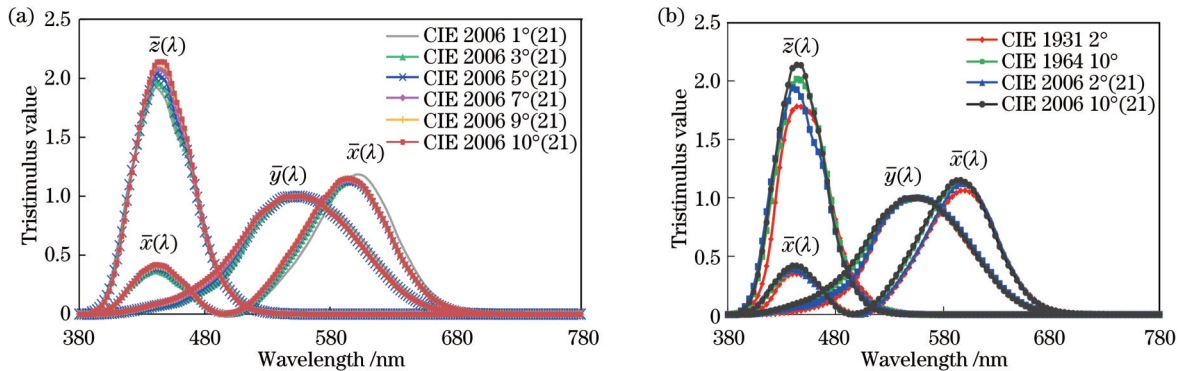 (a)
2.5
2.0
1.5
1.0
0.5
0
Tristimulus value
z̄(λ)
x̄(λ)
ȳ(λ)
x̄(λ)
CIE 2006 1°(21)
CIE 2006 3°(21)
CIE 2006 5°(21)
CIE 2006 7°(21)
CIE 2006 9°(21)
CIE 2006 10°(21)
380 480 580 680 780
Wavelength /nm
(b)
2.5
2.0
1.5
1.0
0.5
0
Tristimulus value
z̄(λ)
x̄(λ)
ȳ(λ)
x̄(λ)
CIE 1931 2°
CIE 1964 10°
CIE 2006 2°(21)
CIE 2006 10°(21)
380 480 580 680 780
Wavelength /nm